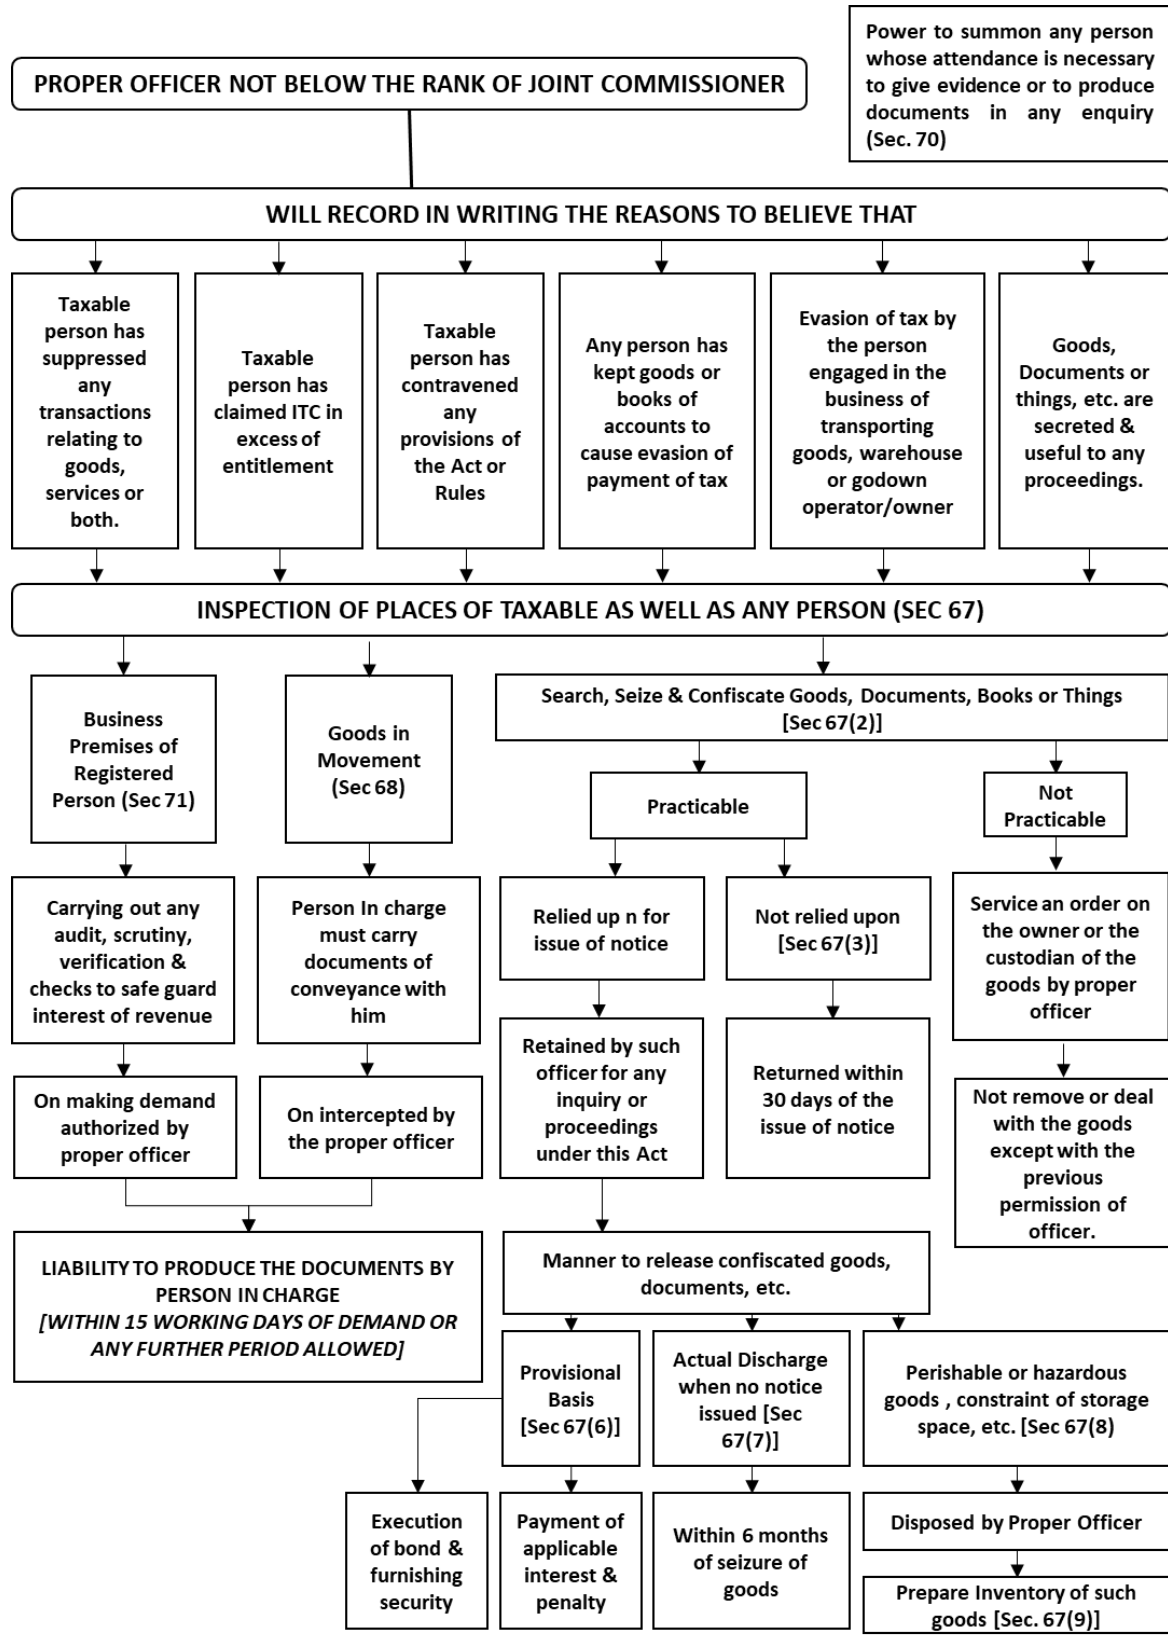 Power to summon any person
whose attendance is necessary
to give evidence or to produce
documents in any enquiry
(Sec. 70)
PROPER OFFICER NOT BELOW THE RANK OF JOINT COMMISSIONER
WILL RECORD IN WRITING THE REASONS TO BELIEVE THAT
Taxable
person has
suppressed
any
transactions
relating to
goods,
services or
both.
Taxable
person has
claimed ITC in
excess of
entitlement
Taxable
person has
contravened
any
provisions of
the Act or
Rules
Any person has
kept goods or
books of
accounts to
cause evasion of
payment of tax
Evasion of tax by
the person
engaged in the
business of
transporting
goods, warehouse
or godown
operator/owner
Goods,
Documents or
things, etc. are
secreted &
useful to any
proceedings.
INSPECTION OF PLACES OF TAXABLE AS WELL AS ANY PERSON (SEC 67)
Business
Premises of
Registered
Person (Sec 71)
Goods in
Movement
(Sec 68)
Search, Seize & Confiscate Goods, Documents, Books or Things
[Sec 67(2)]
Practicable
Not
Practicable
Carrying out any
audit, scrutiny,
verification &
checks to safe guard
interest of revenue
Person In charge
must carry
documents of
conveyance with
him
Relied up n for
issue of notice
Not relied upon
[Sec 67(3)]
Service an order on
the owner or the
custodian of the
goods by proper
officer
On making demand
authorized by
proper officer
On intercepted by
the proper officer
Retained by such
officer for any
inquiry or
proceedings
under this Act
Returned within
30 days of the
issue of notice
Not remove or deal
with the goods
except with the
previous
permission of
officer.
LIABILITY TO PRODUCE THE DOCUMENTS BY
PERSON IN CHARGE
[WITHIN 15 WORKING DAYS OF DEMAND OR
ANY FURTHER PERIOD ALLOWED]
Manner to release confiscated goods,
documents, etc.
Provisional
Basis
[Sec 67(6)]
Actual Discharge
when no notice
issued [Sec
67(7)]
Perishable or hazardous
goods , constraint of storage
space, etc. [Sec 67(8)
Execution
of bond &
furnishing
security
Payment of
applicable
interest &
penalty
Within 6 months
of seizure of
goods
Disposed by Proper Officer
Prepare Inventory of such
goods [Sec. 67(9)]